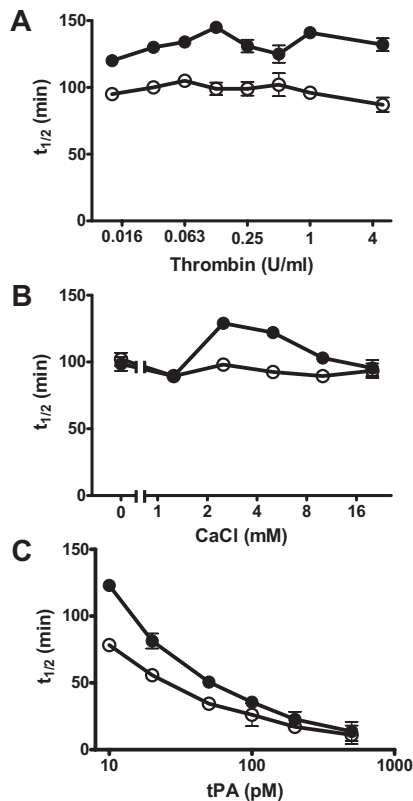 A
150
100
50
0
t1/2 (min)
0.016 0.063 0.25 1 4
Thrombin (U/ml)
B
150
100
50
0
t1/2 (min)
0 1 2 4 8 16
CaCl (mM)
C
150
100
50
0
t1/2 (min)
10 100 1000
tPA (pM)